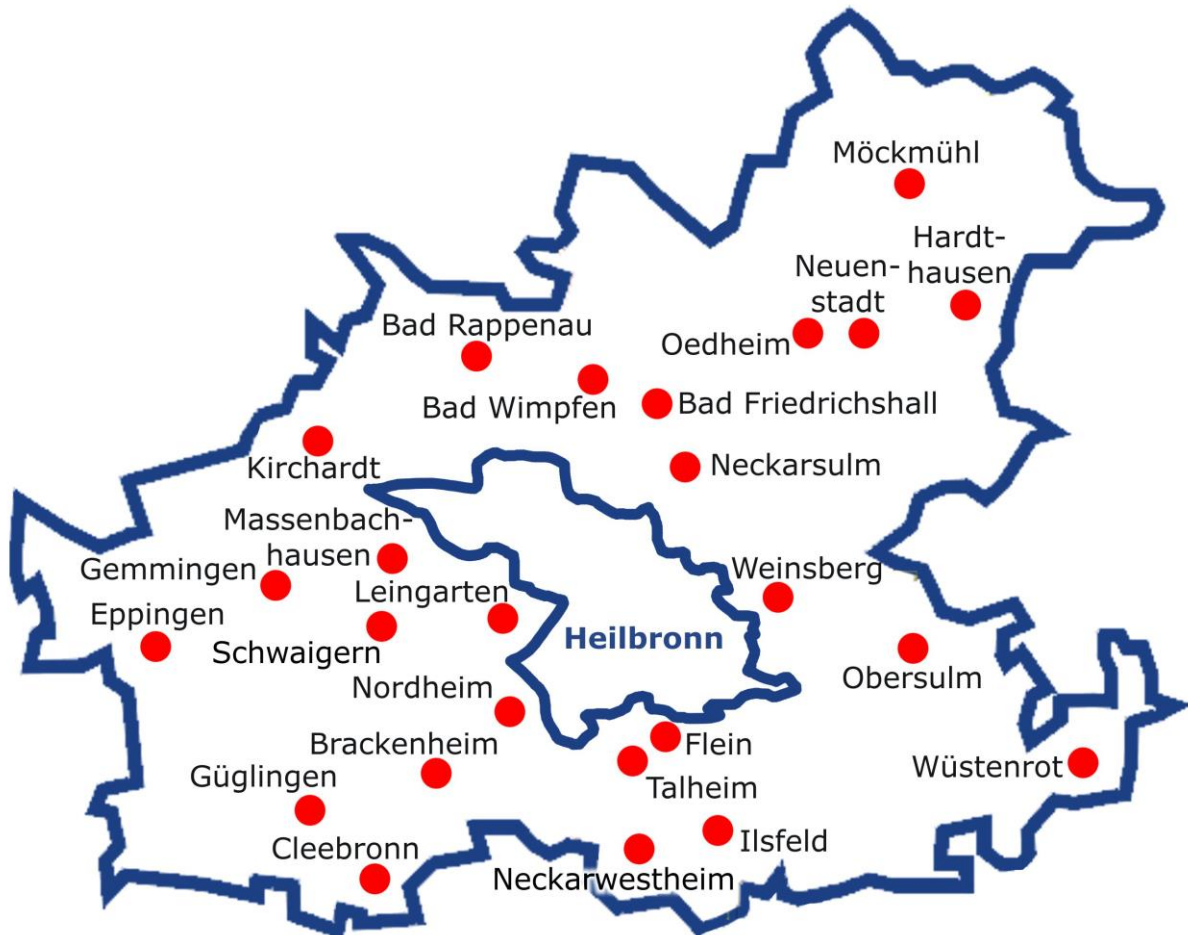 Möckmühl
Hardt-
hausen
Neuen-
stadt
Oedheim
Bad Rappenau
Bad Wimpfen
Bad Friedrichshall
Neckarsulm
Kirchardt
Massenbach-
hausen
Gemmingen
Leingarten
Eppingen
Schwaigern
Heilbronn
Weinsberg
Obersulm
Nordheim
Brackenheim
Flein
Talheim
Wüstenrot
Güglingen
Cleebronn
Ilsfeld
Neckarwestheim